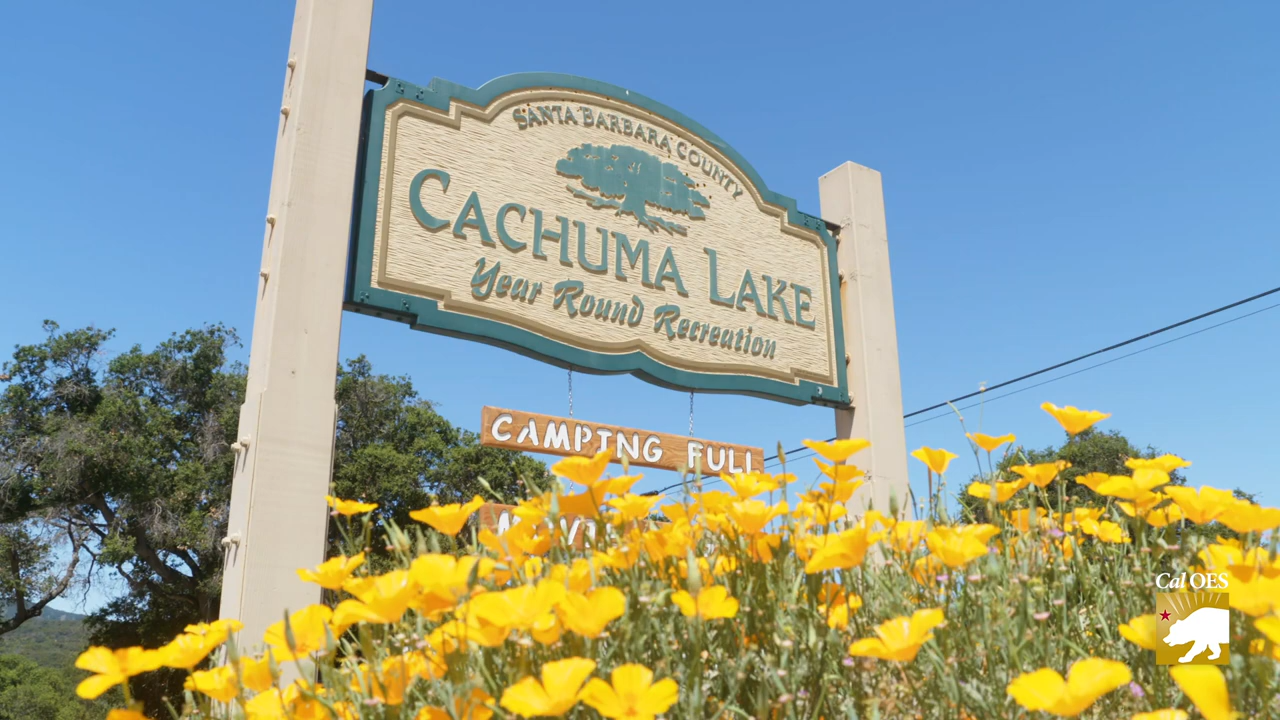 SANTA BARBARA COUNTY
CACHUMA LAKE
Year Round Recreation
CAMPING FULL
Cal OES